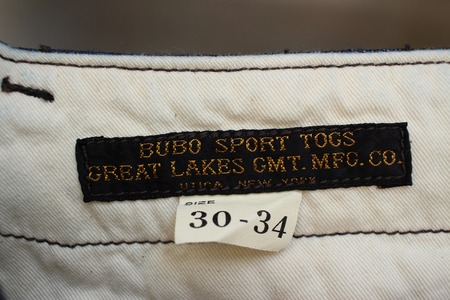 BUBO SPORT TOGS
GREAT LAKES GMT. MFG. CO.
UTICA, NEW YORK
SIZE
30-34